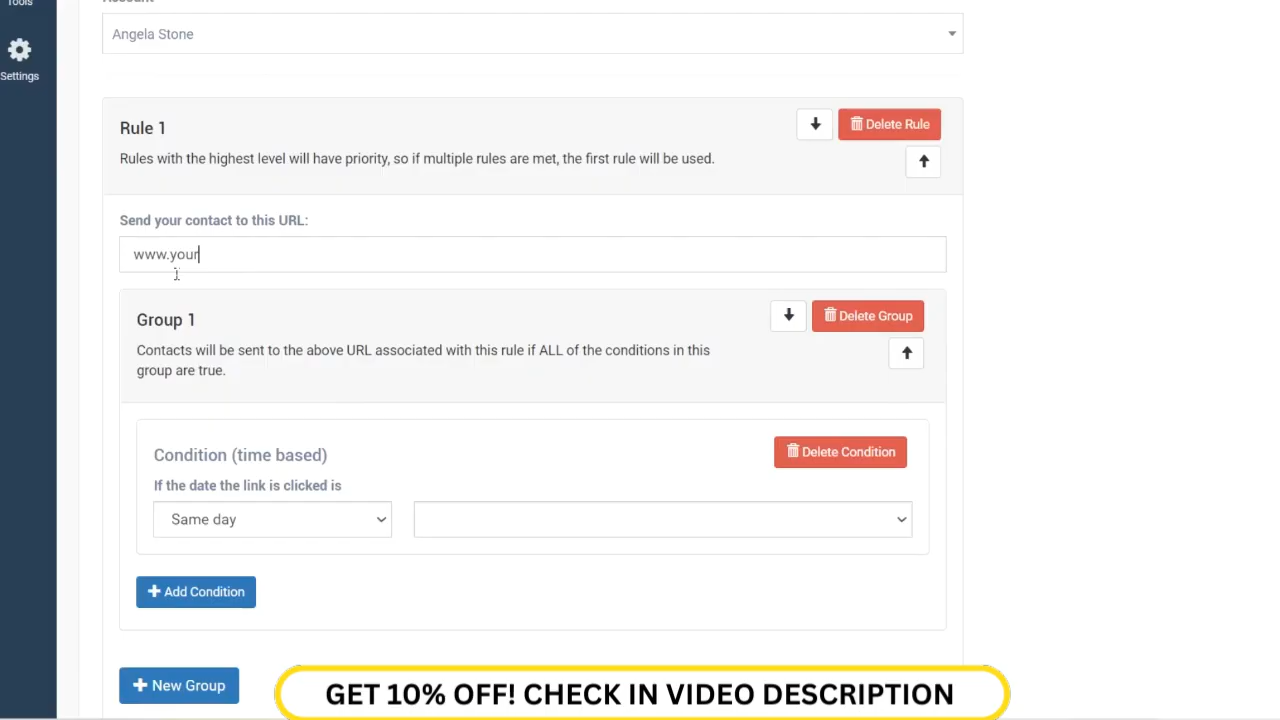 Tools
Angela Stone
Settings
Rule 1
Delete Rule
Rules with the highest level will have priority, so if multiple rules are met, the first rule will be used.
Send your contact to this URL:
www.your
Group 1
Delete Group
Contacts will be sent to the above URL associated with this rule if ALL of the conditions in this
group are true.
Condition (time based)
Delete Condition
If the date the link is clicked is
Same day
Add Condition
New Group
GET 10% OFF! CHECK IN VIDEO DESCRIPTION